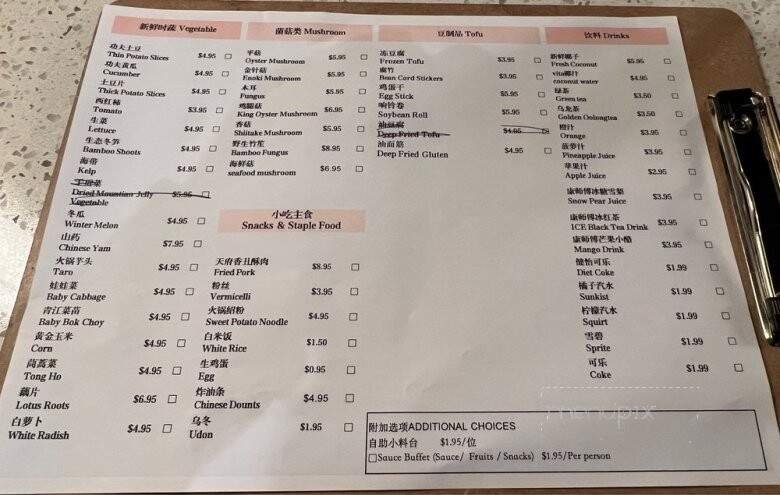 新鲜时蔬 Vegetable
功夫土豆
Thin Potato Slices $4.95
功夫黄瓜
Cucumber $4.95
土豆片
Thick Potato Slices $4.95
西红柿
Tomato $3.95
生菜
Lettuce $4.95
生态冬笋
Bamboo Shoots $4.95
海带
Kelp $4.95
Dried Mountian Jelly $5.95
Vegetable
冬瓜
Winter Melon $4.95
山药
Chinese Yam $7.95
火锅芋头
Taro $4.95
娃娃菜
Baby Cabbage $4.95
青江菜苗
Baby Bok Choy $4.95
黄金玉米
Corn $4.95
茼蒿菜
Tong Ho $4.95
藕片
Lotus Roots $6.95
白萝卜
White Radish $4.95
菌菇类 Mushroom
平菇
Oyster Mushroom $5.95
金针菇
Enoki Mushroom $5.95
木耳
Fungus $5.95
鸡腿菇
King Oyster Mushroom $6.95
香菇
Shiitake Mushroom $5.95
野生竹笙
Bamboo Fungus $8.95
海鲜菇
seafood mushroom $6.95
小吃主食
Snacks & Staple Food
天府香丑酥肉
Fried Pork $8.95
粉丝
Vermicelli $3.95
火锅苕粉
Sweet Potato Noodle $4.95
白米饭
White Rice $1.50
生鸡蛋
Egg $0.95
炸油条
Chinese Dounts $4.95
乌冬
Udon $1.95
豆制品 Tofu
冻豆腐
Frozen Tofu $3.95
腐竹
Bean Cord Stickers $3.95
鸡蛋干
Egg Stick $5.95
响铃卷
Soybean Roll $5.95
油豆腐
Deep Fried Tofu $4.95
油面筋
Deep Fried Gluten $4.95
饮料 Drinks
新鲜椰子
Fresh Coconut $5.95
vita椰汁
coconut water $4.95
绿茶
Green tea $3.50
乌龙茶
Golden Oolongtea $3.50
橙汁
Orange $3.95
菠萝汁
Pineapple Juice $3.95
苹果汁
Apple Juice $2.95
康师傅冰糖雪梨
Snow Pear Juice $3.95
康师傅冰红茶
ICE Black Tea Drink $3.95
康师傅芒果小酪
Mango Drink $3.95
健怡可乐
Diet Coke $1.99
橘子汽水
Sunkist $1.99
柠檬汽水
Squirt $1.99
雪碧
Sprite $1.99
可乐
Coke $1.99
附加选项ADDITIONAL CHOICES
自助小料台 $1.95/位
Sauce Buffet (Sauce/ Fruits / Snacks) $1.95/Per person